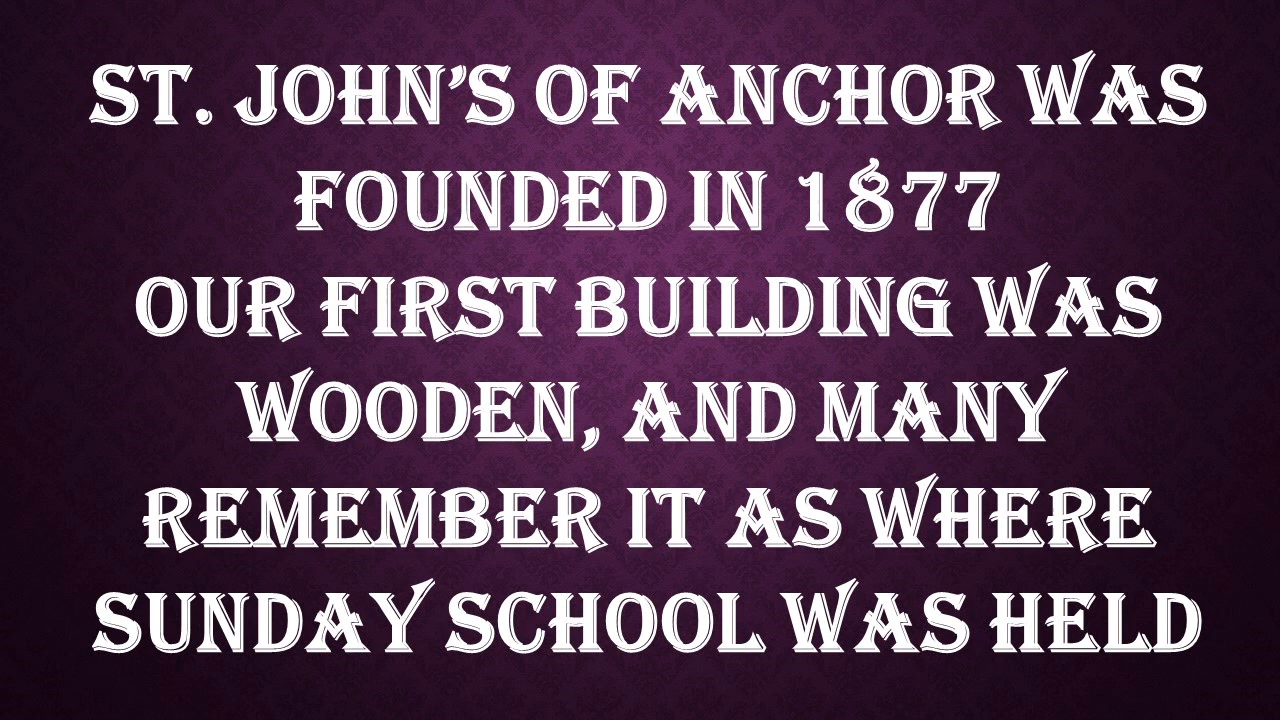 ST. JOHN'S OF ANCHOR WAS
FOUNDED IN 1877
OUR FIRST BUILDING WAS
WOODEN, AND MANY
REMEMBER IT AS WHERE
SUNDAY SCHOOL WAS HELD